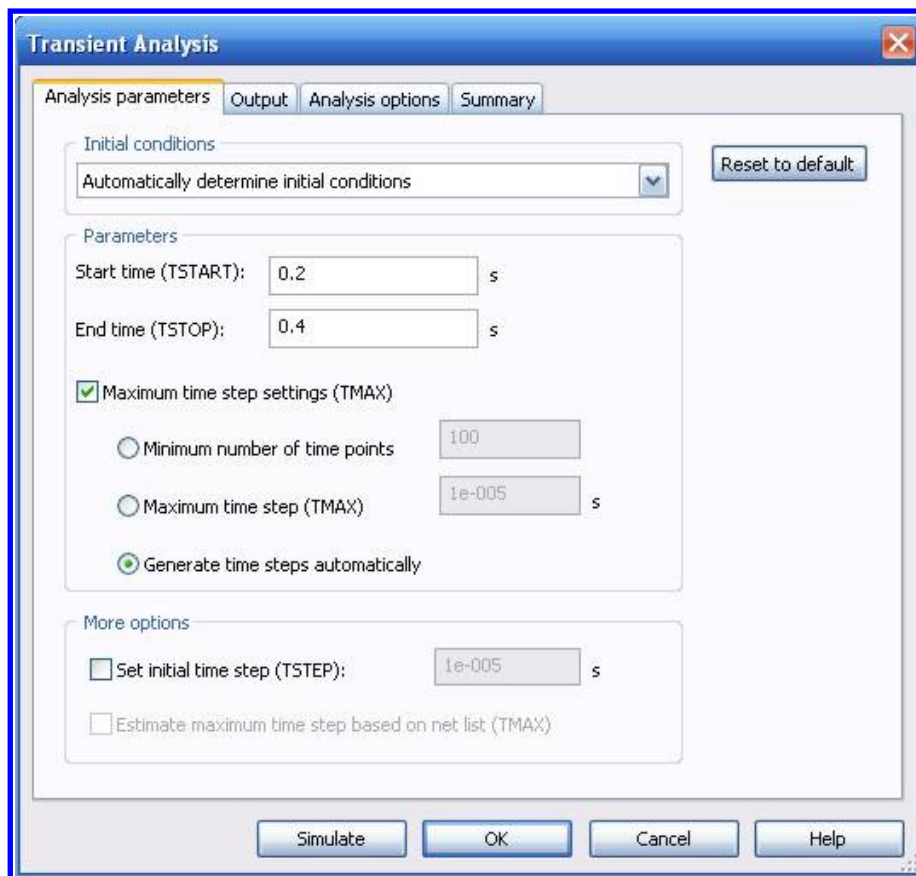 Transient Analysis
Analysis parameters Output Analysis options Summary
Initial conditions
Automatically determine initial conditions
Reset to default
Parameters
Start time (TSTART): 0.2 s
End time (TSTOP): 0.4 s
Maximum time step settings (TMAX)
Minimum number of time points 100
Maximum time step (TMAX) 1e-005 s
Generate time steps automatically
More options
Set initial time step (TSTEP): 1e-005 s
Estimate maximum time step based on net list (TMAX)
Simulate OK Cancel Help